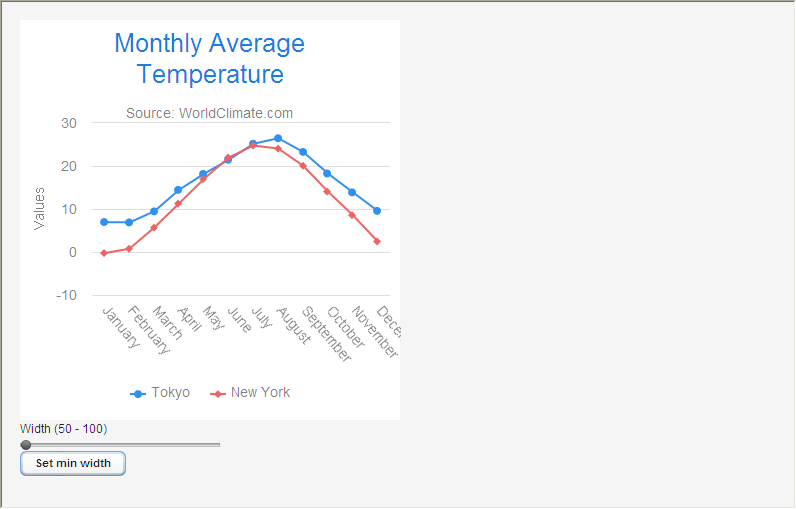 Monthly Average
Temperature
Source: WorldClimate.com
30
20
10
0
-10
Values
January
February
March
April
May
June
July
August
September
October
November
Dece
Tokyo
New York
Width (50 - 100)
Set min width